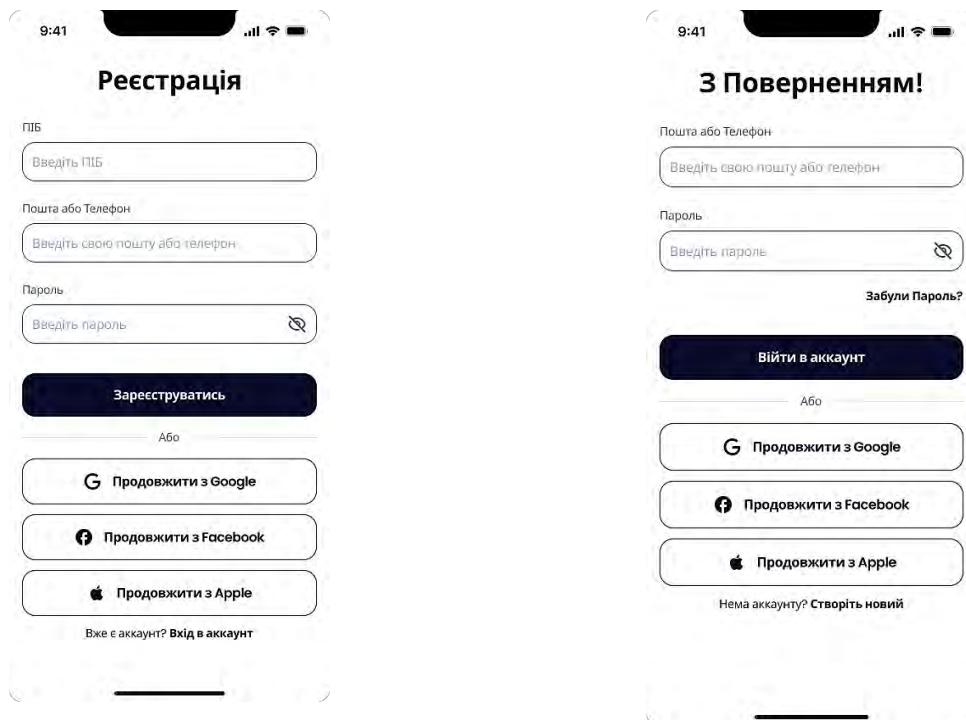 9:41
Реєстрація
ПІБ
Введіть ПІБ
Пошта або Телефон
Введіть свою пошту або телефон
Пароль
Введіть пароль
Зареєструватись
Або
Продовжити з Google
Продовжити з Facebook
Продовжити з Apple
Вже є аккаунт? Вхід в аккаунт
9:41
З Поверненням!
Пошта або Телефон
Введіть свою пошту або телефон
Пароль
Введіть пароль
Забули Пароль?
Війти в аккаунт
Або
Продовжити з Google
Продовжити з Facebook
Продовжити з Apple
Нема аккаунту? Створіть новий